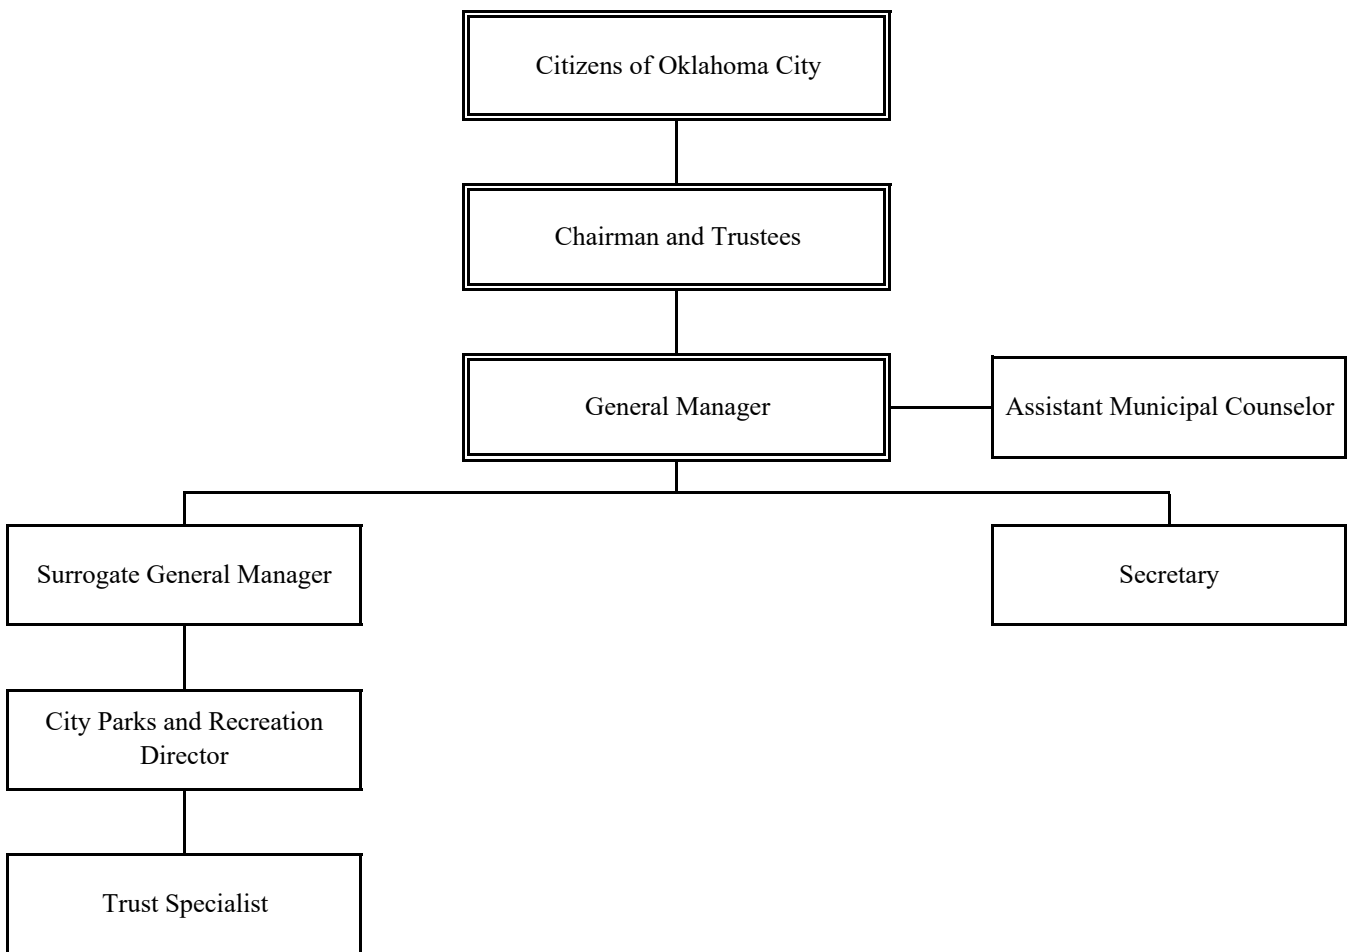 Citizens of Oklahoma City
Chairman and Trustees
General Manager
Assistant Municipal Counselor
Surrogate General Manager
Secretary
City Parks and Recreation
Director
Trust Specialist